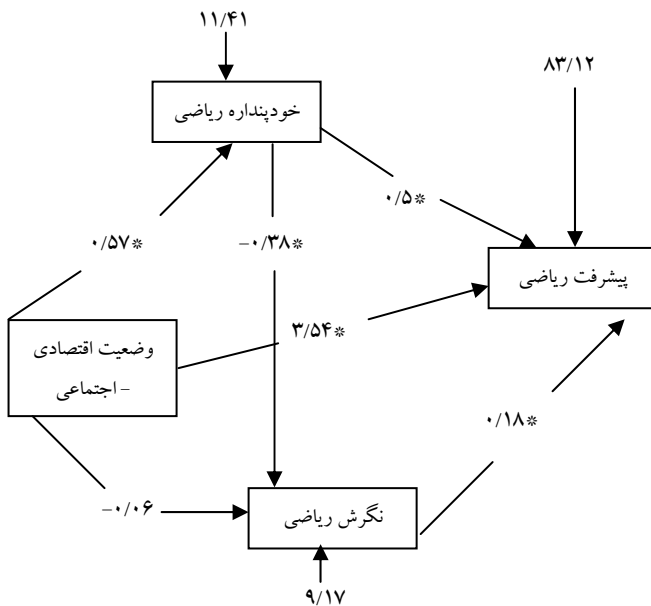 ۱۱/۴۱
۸۳/۱۲
خودپنداره ریاضی
۰/۵*
۰/۵۷*
-۰/۳۸*
پیشرفت ریاضی
۳/۵۴*
وضعیت اقتصادی
- اجتماعی
۰/۱۸*
-۰/۰۶
نگرش ریاضی
۹/۱۷